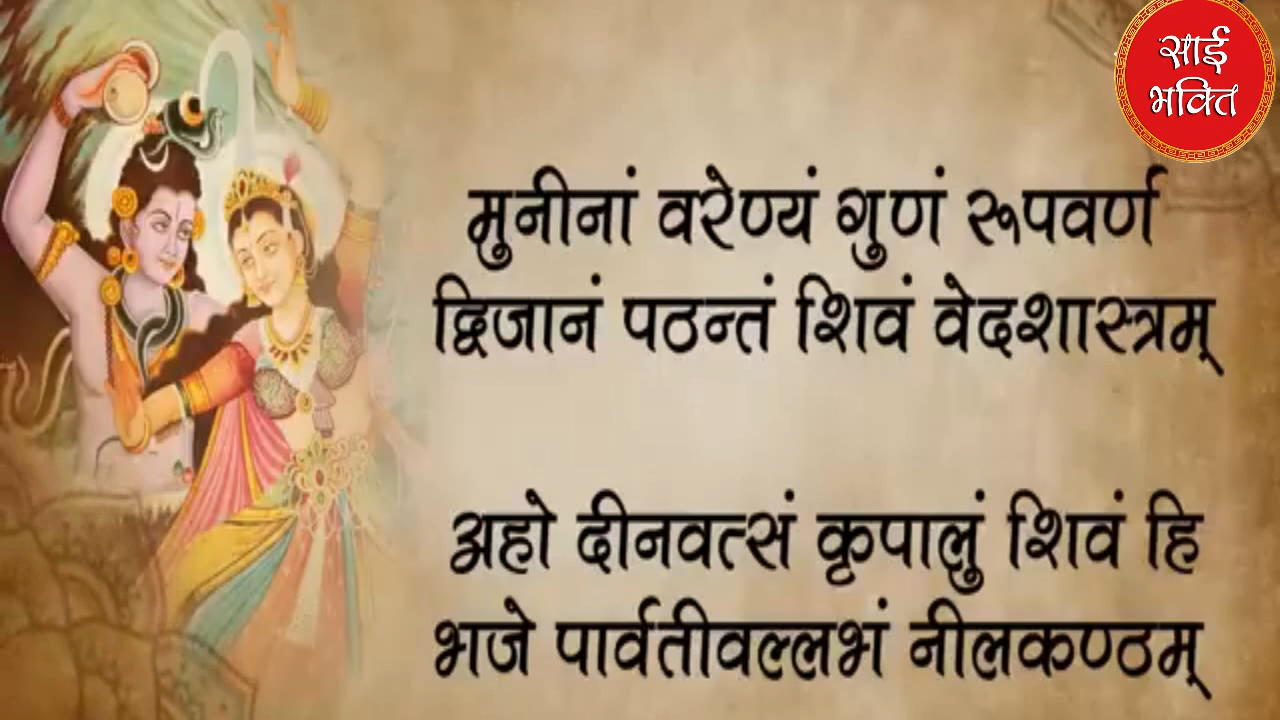 साई
भक्ति
मुनीनां वरेण्यं गुणं रूपवर्ण
द्विजानं पठन्तं शिवं वेदशास्त्रम्
अहो दीनवत्सं कृपालुं शिवं हि
भजे पार्वतीवल्लभं नीलकण्ठम्